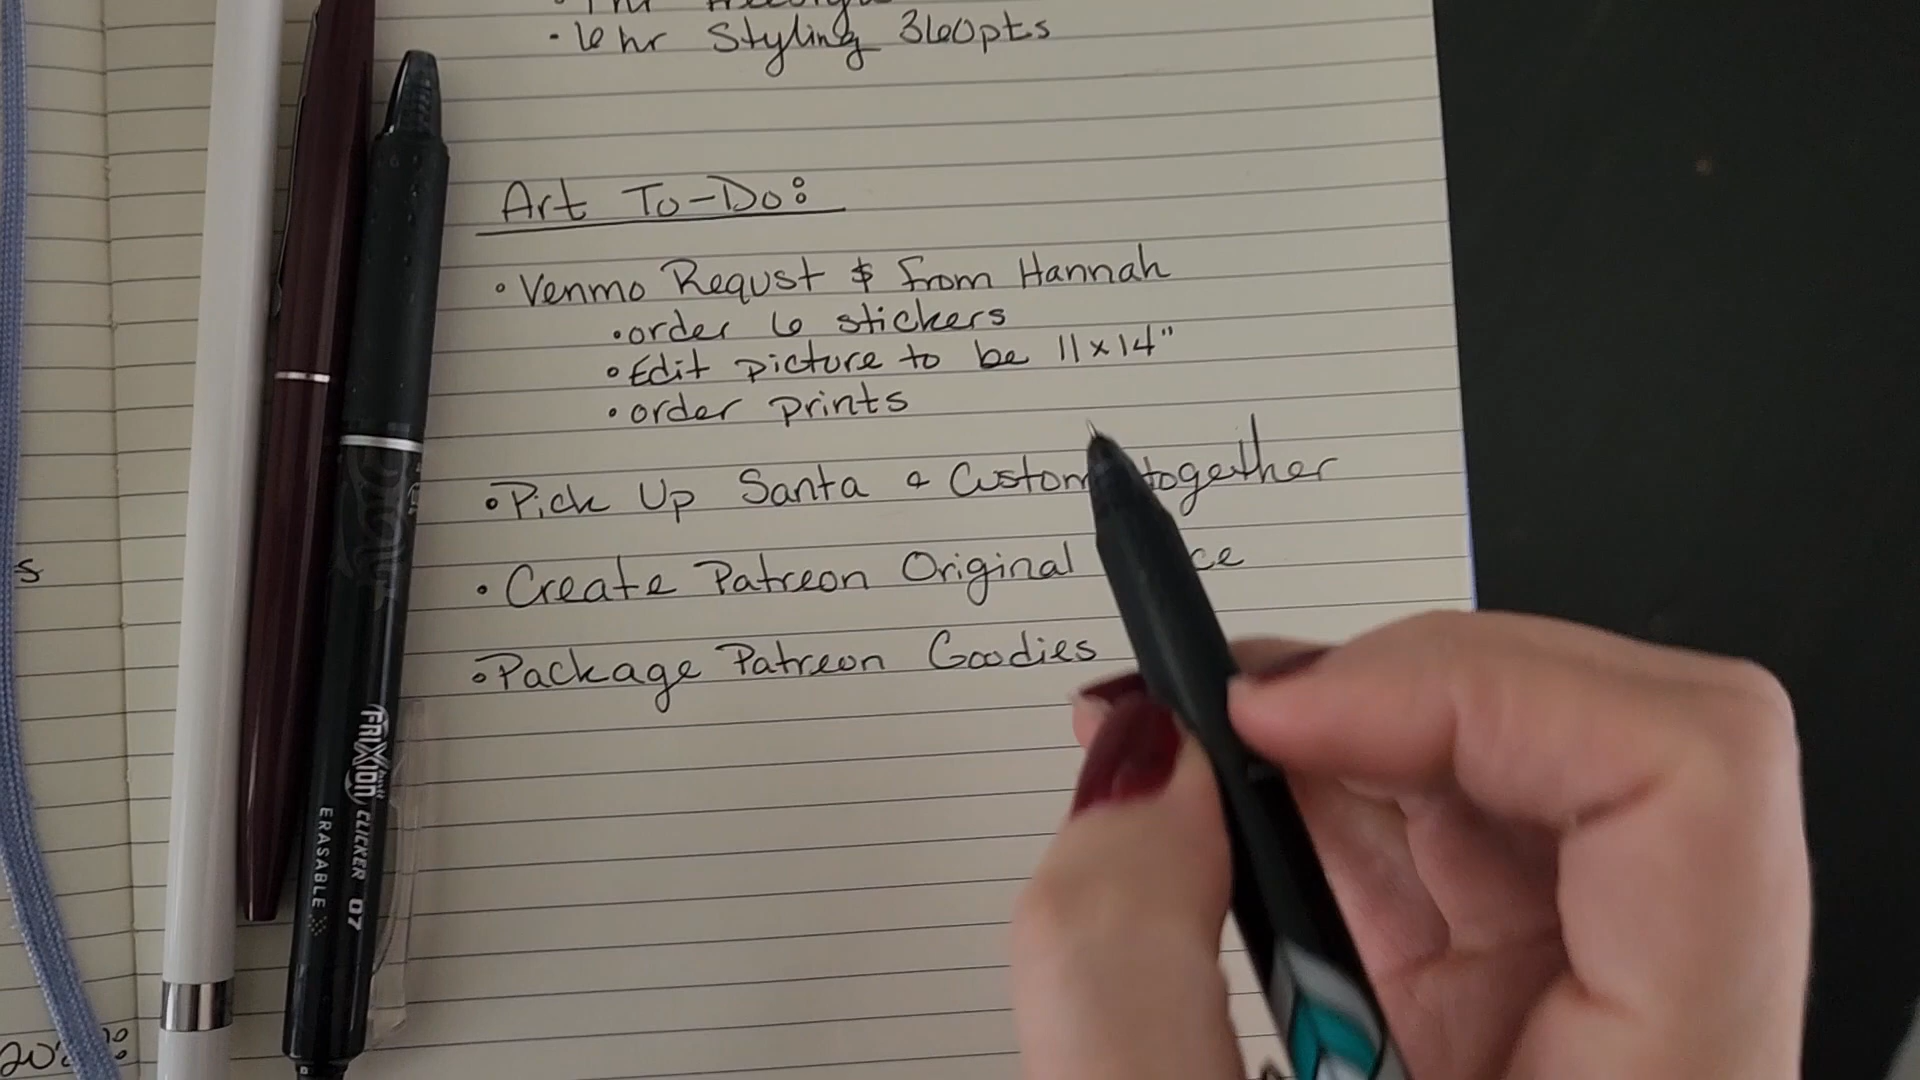 · 6 hr Styling 360pts
Art To-Do:
· Venmo Requst $ from Hannah
· order 6 stickers
· Edit picture to be 11x14"
· order prints
· Pick Up Santa & Custom together
· Create Patreon Original
· Package Patreon Goodies
FRIXION CLICKER 07
ERASABLE
s